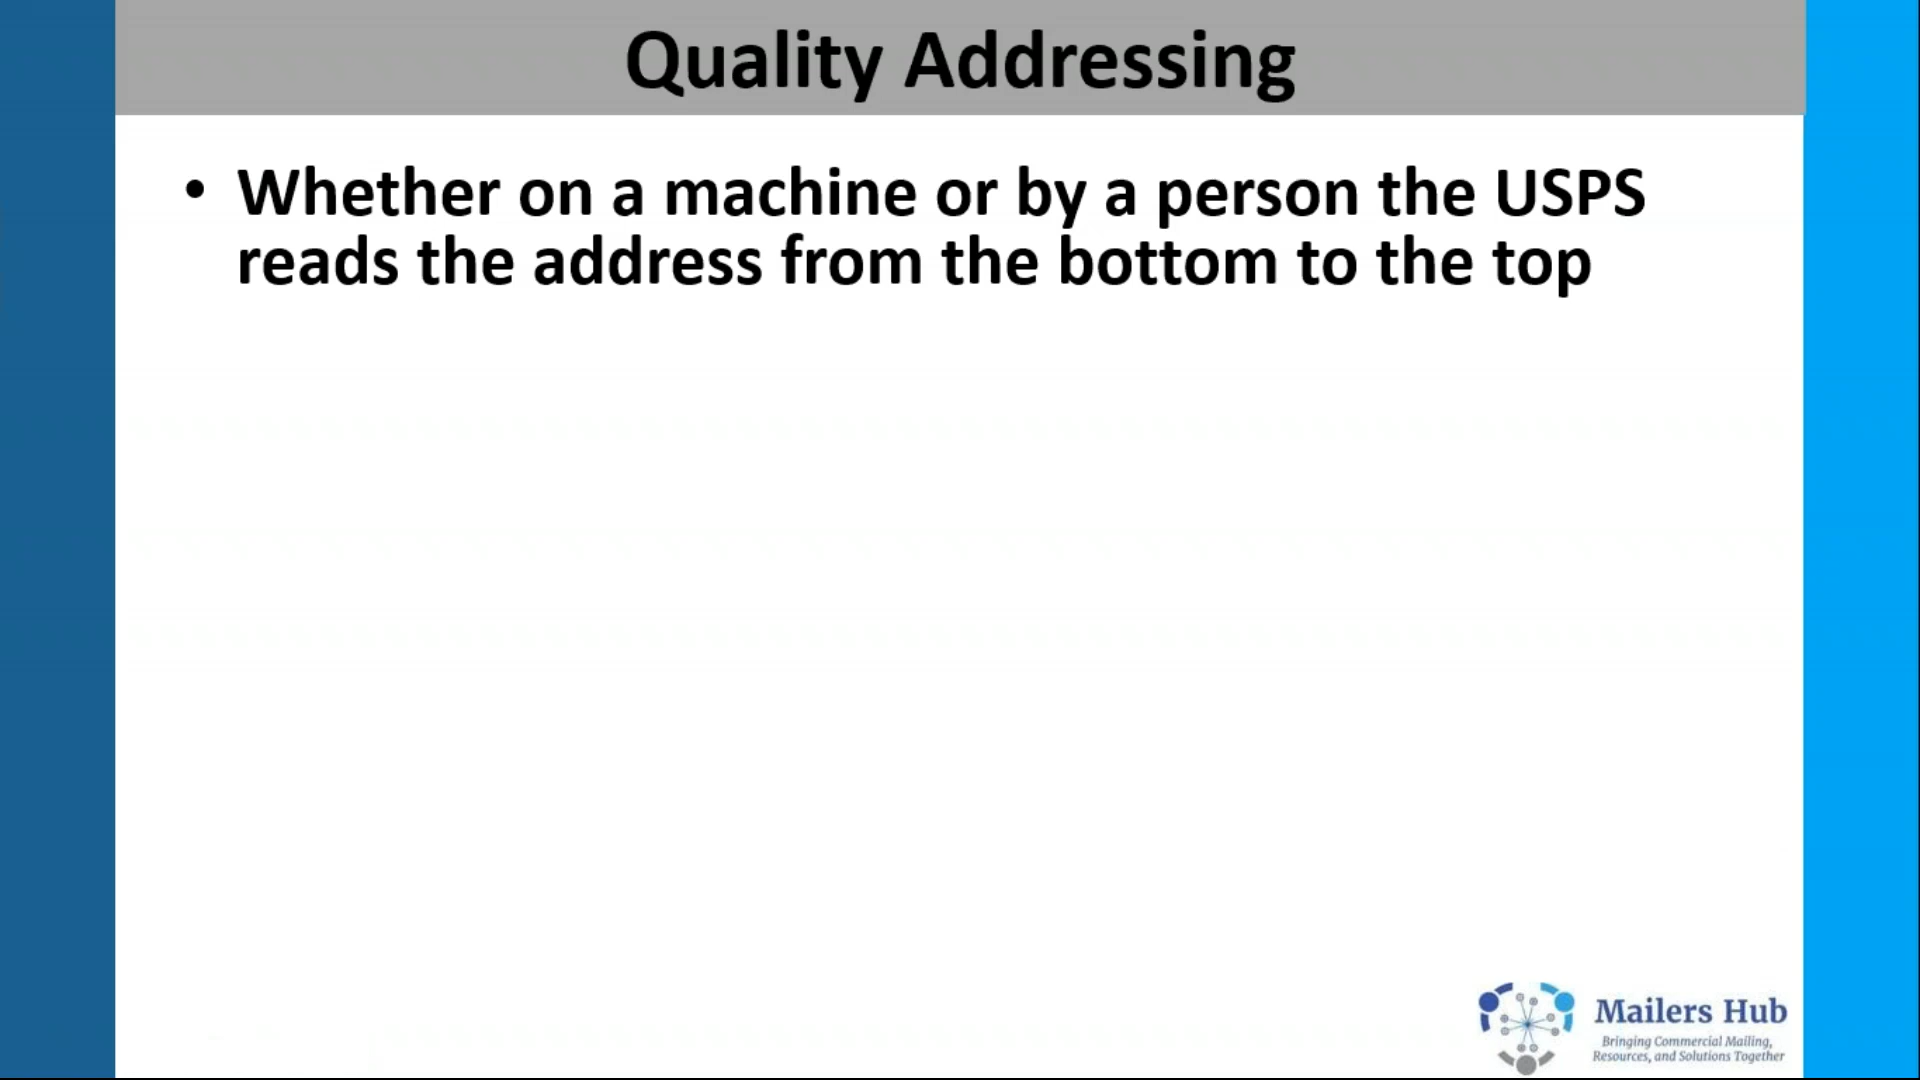 Quality Addressing
• Whether on a machine or by a person the USPS
reads the address from the bottom to the top
Mailers Hub
Bringing Commercial Mailing,
Resources, and Solutions Together